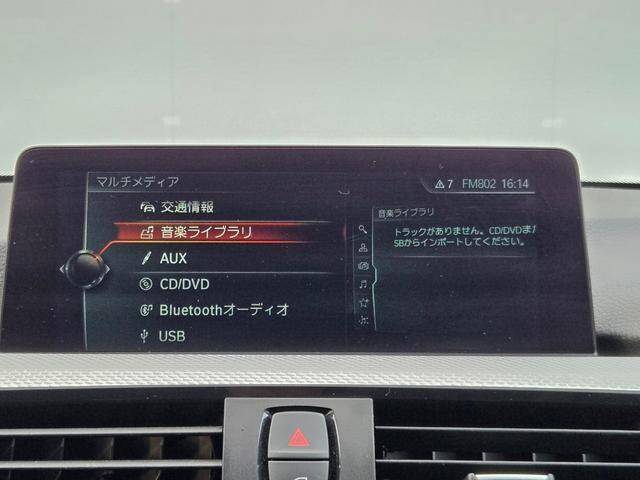 マルチメディア
7 FM802 16:14
交通情報
音楽ライブラリ
AUX
CD/DVD
Bluetoothオーディオ
USB
音楽ライブラリ
トラックがありません。CD/DVDま
SBからインポートしてください。